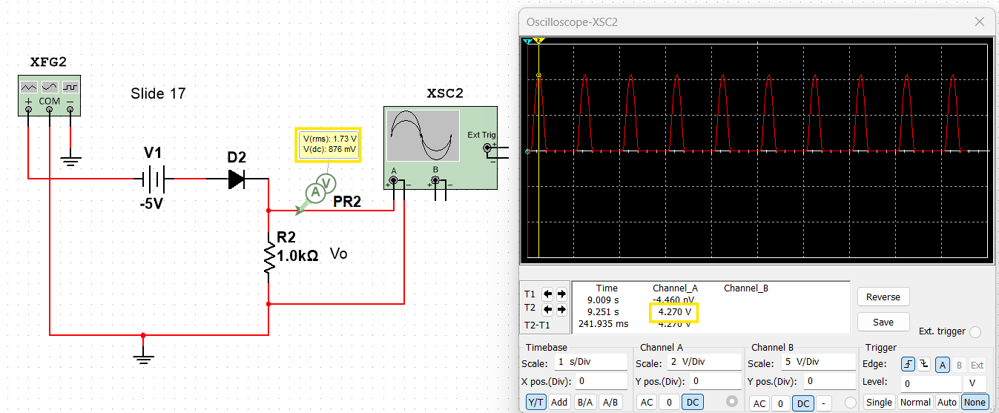 Oscilloscope-XSC2
XFG2
+ COM −
Slide 17
XSC2
Ext Trig
+
−
A
B
+ − + −
V(rms): 1.73 V
V(dc): 876 mV
V1
-5V
D2
V
A
PR2
R2
1.0kΩ
Vo
1 2
Time Channel_A Channel_B
T1 9.009 s -4.460 nV
T2 9.251 s 4.270 V
T2-T1 241.935 ms 4.270 V
Reverse
Save
Ext. trigger
Timebase
Scale: 1 s/Div
X pos.(Div): 0
Y/T Add B/A A/B
Channel A
Scale: 2 V/Div
Y pos.(Div): 0
AC 0 DC
Channel B
Scale: 5 V/Div
Y pos.(Div): 0
AC 0 DC -
Trigger
Edge: A B Ext
Level: 0 V
Single Normal Auto None